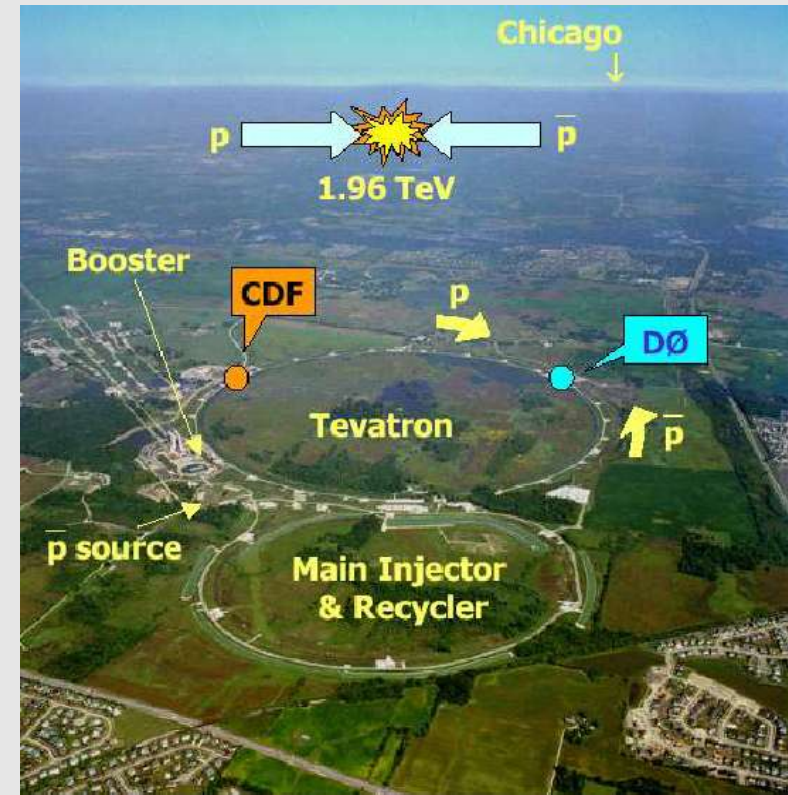 Chicago
↓
p p̅
1.96 TeV
Booster
CDF
p
DØ
Tevatron
p̅
p̅ source
Main Injector
& Recycler